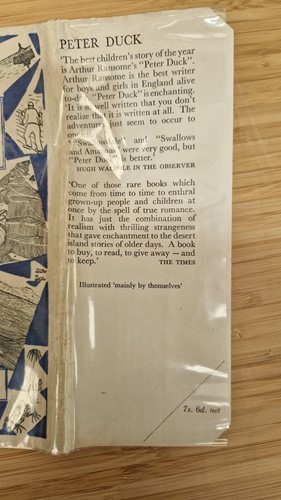 PETER DUCK
'The best children's story of the year
is Arthur Ransome's "Peter Duck".
Arthur Ransome is the best writer
for boys and girls in England alive
to-day. "Peter Duck" is enchanting.
It is so well written that you don't
realize that it is written at all. The
adventures just seem to occur to
one.
"Swallows" and "Swallows
and Amazons" were very good, but
"Peter Duck" is better.'
HUGH WALPOLE IN THE OBSERVER
'One of those rare books which
come from time to time to enthral
grown-up people and children at
once by the spell of true romance.
It has just the combination of
realism with thrilling strangeness
that gave enchantment to the desert
island stories of older days. A book
to buy, to read, to give away — and
to keep.' THE TIMES
Illustrated 'mainly by themselves'
7s. 6d. net